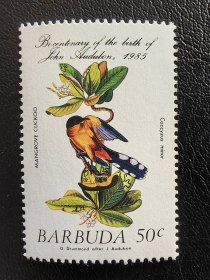 Bicentenary of the birth of
John Audubon, 1985
MANGROVE CUCKOO
Coccyzus minor
BARBUDA 50c
G Drummond after J Audubon